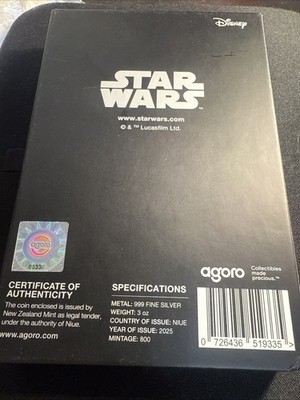 Disney
STAR
WARS™
www.starwars.com
© & ™ Lucasfilm Ltd.
agoro
CERTIFICATE OF
AUTHENTICITY
The coin enclosed is issued by
New Zealand Mint as legal tender,
under the authority of Niue.
www.agoro.com
SPECIFICATIONS
METAL: 999 FINE SILVER
WEIGHT: 3 oz
COUNTRY OF ISSUE: NIUE
YEAR OF ISSUE: 2025
MINTAGE: 800
agoro
Collectibles
made
precious.™
0 726436 519335 >